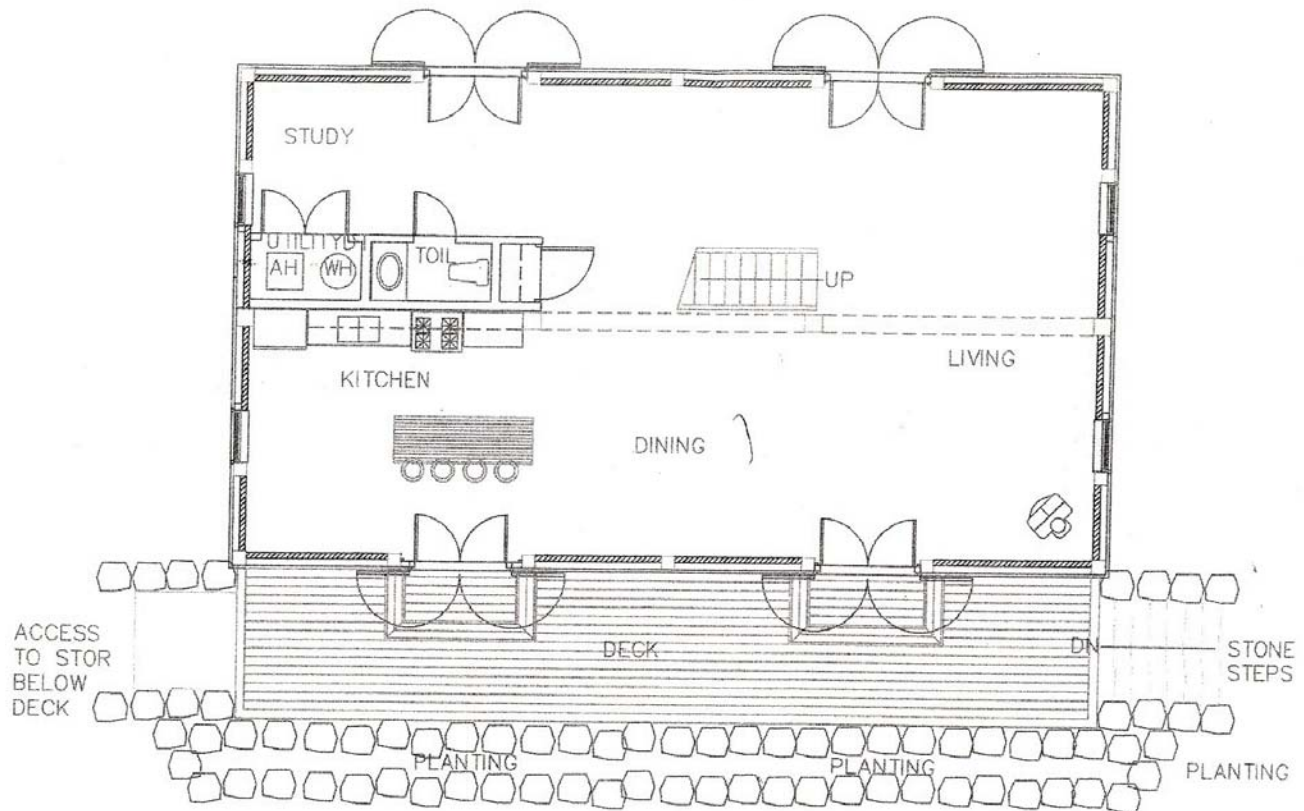 STUDY
UTILITY
TOIL
AH
WH
UP
LIVING
KITCHEN
DINING
ACCESS
TO STOR
BELOW
DECK
DECK
DN
STONE
STEPS
PLANTING
PLANTING
PLANTING